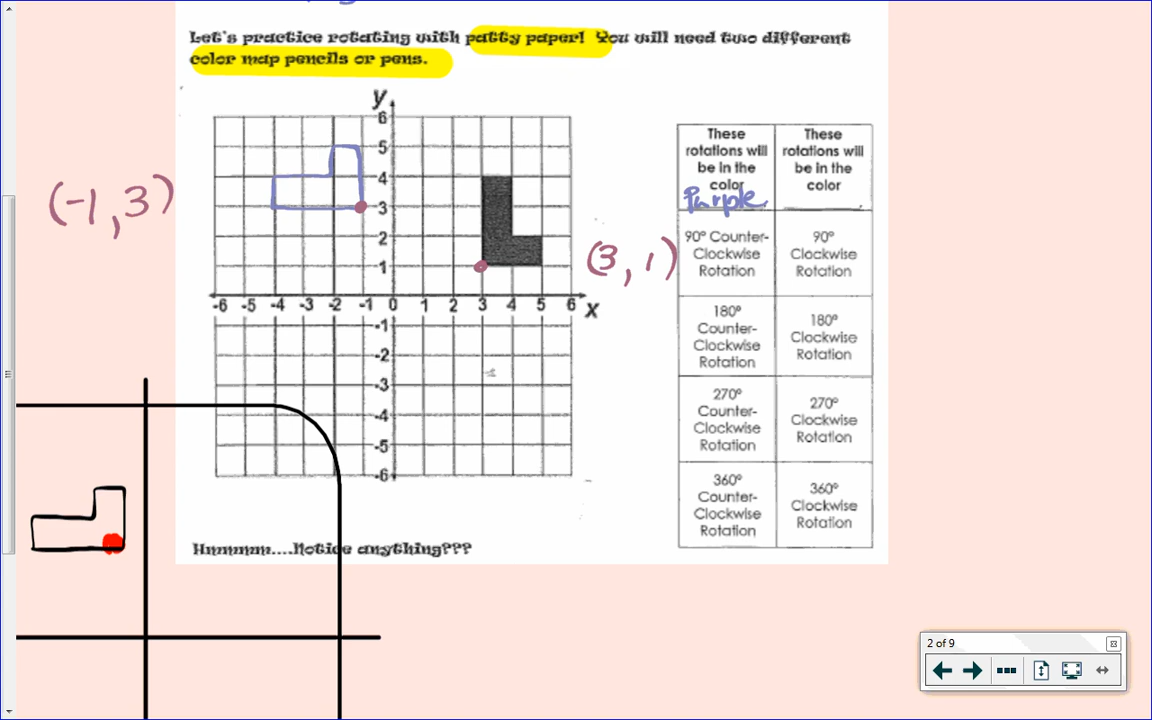 Let's practice rotating with patty paper! You will need two different
color map pencils or pens.
y
6
5
4
3
2
1
-6 -5 -4 -3 -2 -1 0 1 2 3 4 5 6 x
-1
-2
-3
-4
-5
-6
(-1,3)
(3,1)
These
rotations will
be in the
color
Purple
These
rotations will
be in the
color
90° Counter-
Clockwise
Rotation
90°
Clockwise
Rotation
180°
Counter-
Clockwise
Rotation
180°
Clockwise
Rotation
270°
Counter-
Clockwise
Rotation
270°
Clockwise
Rotation
360°
Counter-
Clockwise
Rotation
360°
Clockwise
Rotation
Hmmmm....Notice anything???
2 of 9